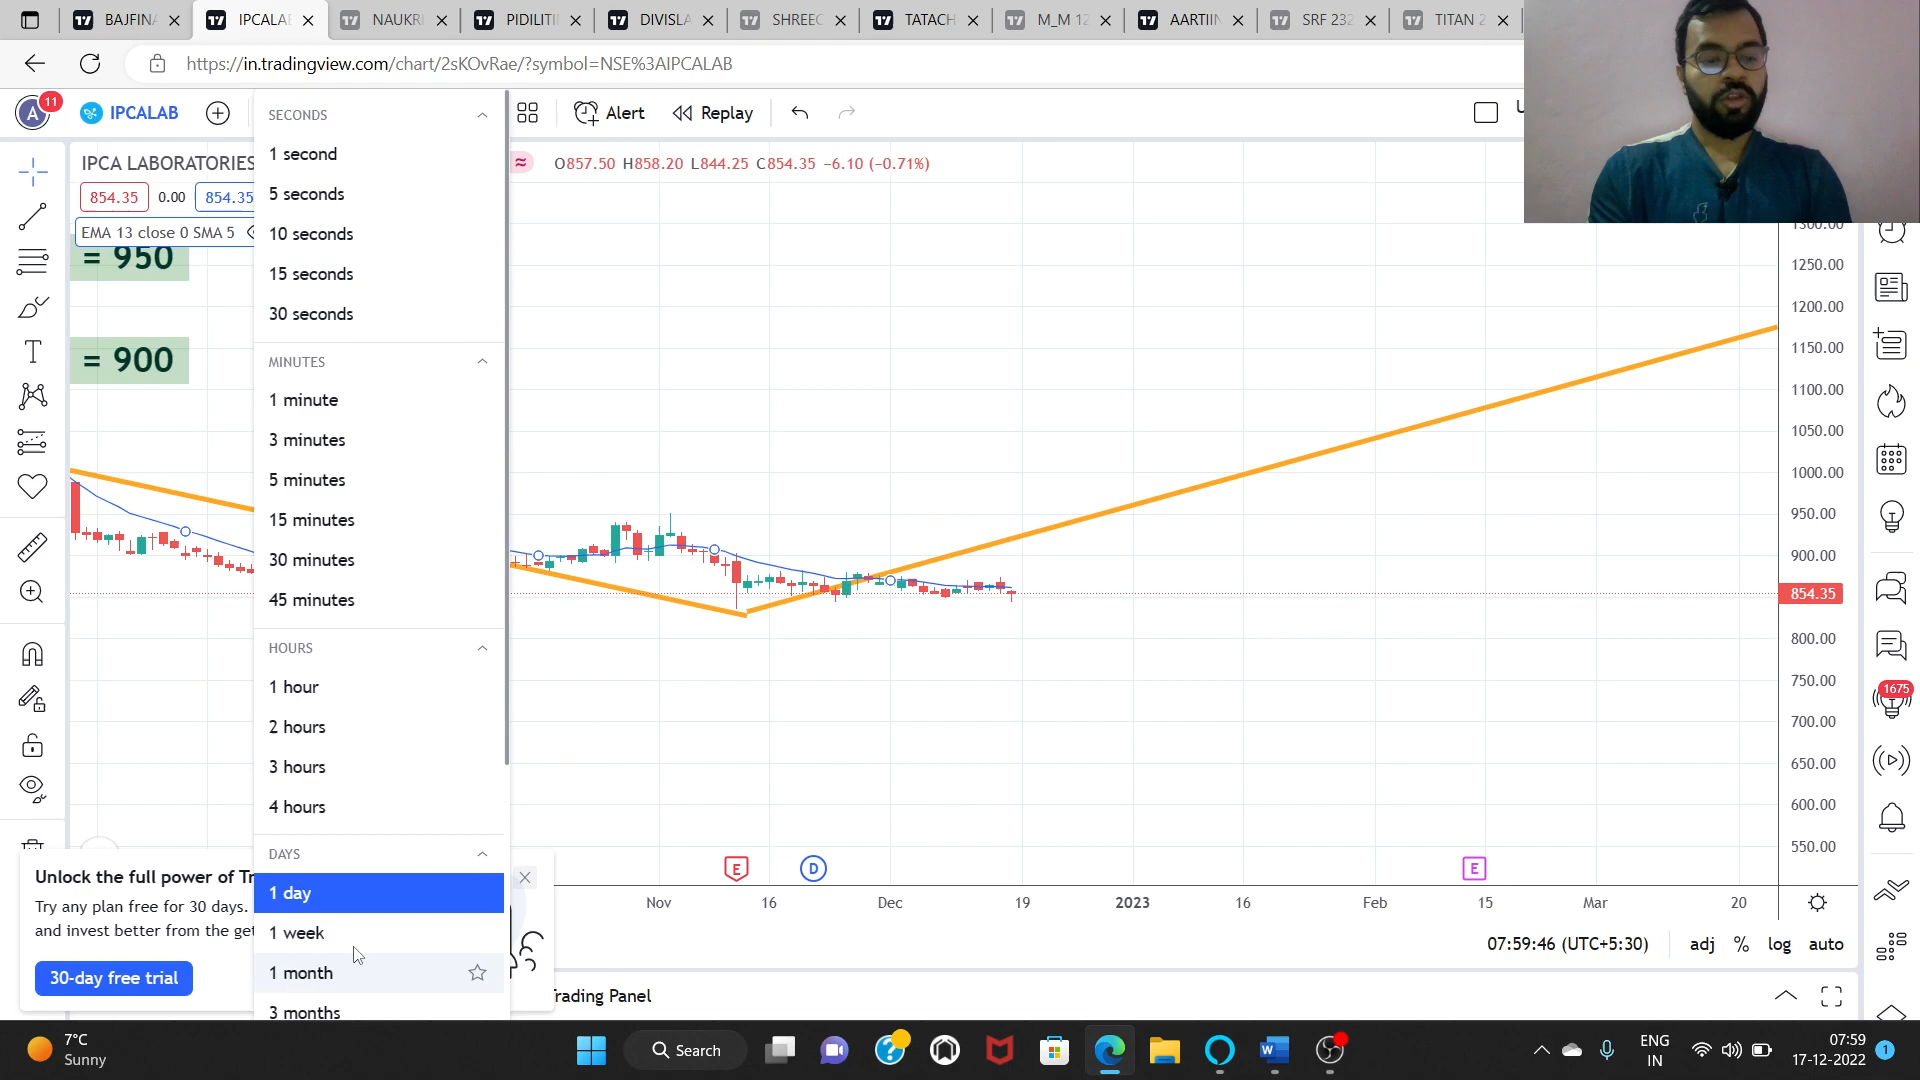 BAJFINA
IPCALAB
NAUKRI
PIDILITI
DIVISLA
SHREEC
TATACH
M_M 12
AARTIIN
SRF 232
TITAN 2
https://in.tradingview.com/chart/2sKOvRae/?symbol=NSE%3AIPCALAB
A
11
IPCALAB
Alert
Replay
IPCA LABORATORIES
O857.50 H858.20 L844.25 C854.35 −6.10 (−0.71%)
854.35
0.00
854.35
EMA 13 close 0 SMA 5
= 950
= 900
SECONDS
1 second
5 seconds
10 seconds
15 seconds
30 seconds
MINUTES
1 minute
3 minutes
5 minutes
15 minutes
30 minutes
45 minutes
HOURS
1 hour
2 hours
3 hours
4 hours
DAYS
1 day
1 week
1 month
3 months
1300.00
1250.00
1200.00
1150.00
1100.00
1050.00
1000.00
950.00
900.00
854.35
800.00
750.00
700.00
650.00
600.00
550.00
1675
E
D
E
Nov
16
Dec
19
2023
16
Feb
15
Mar
20
Unlock the full power of Tr
Try any plan free for 30 days.
and invest better from the get
30-day free trial
07:59:46 (UTC+5:30)
adj
%
log
auto
rading Panel
7°C
Sunny
Search
ENG
IN
07:59
17-12-2022
1